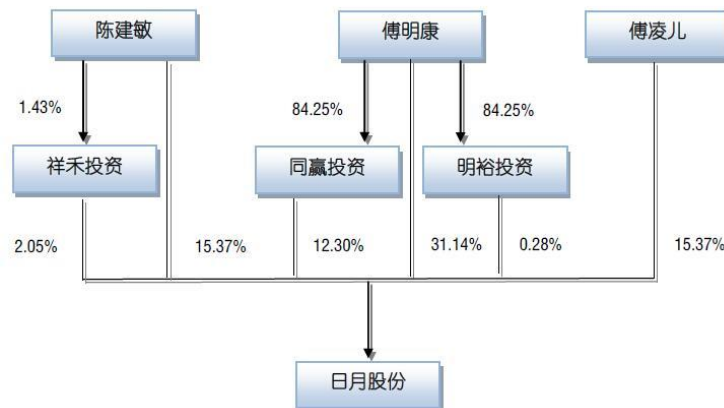 陈建敏
傅明康
傅凌儿
1.43%
84.25%
84.25%
祥禾投资
同赢投资
明裕投资
2.05%
15.37%
12.30%
31.14%
0.28%
15.37%
日月股份